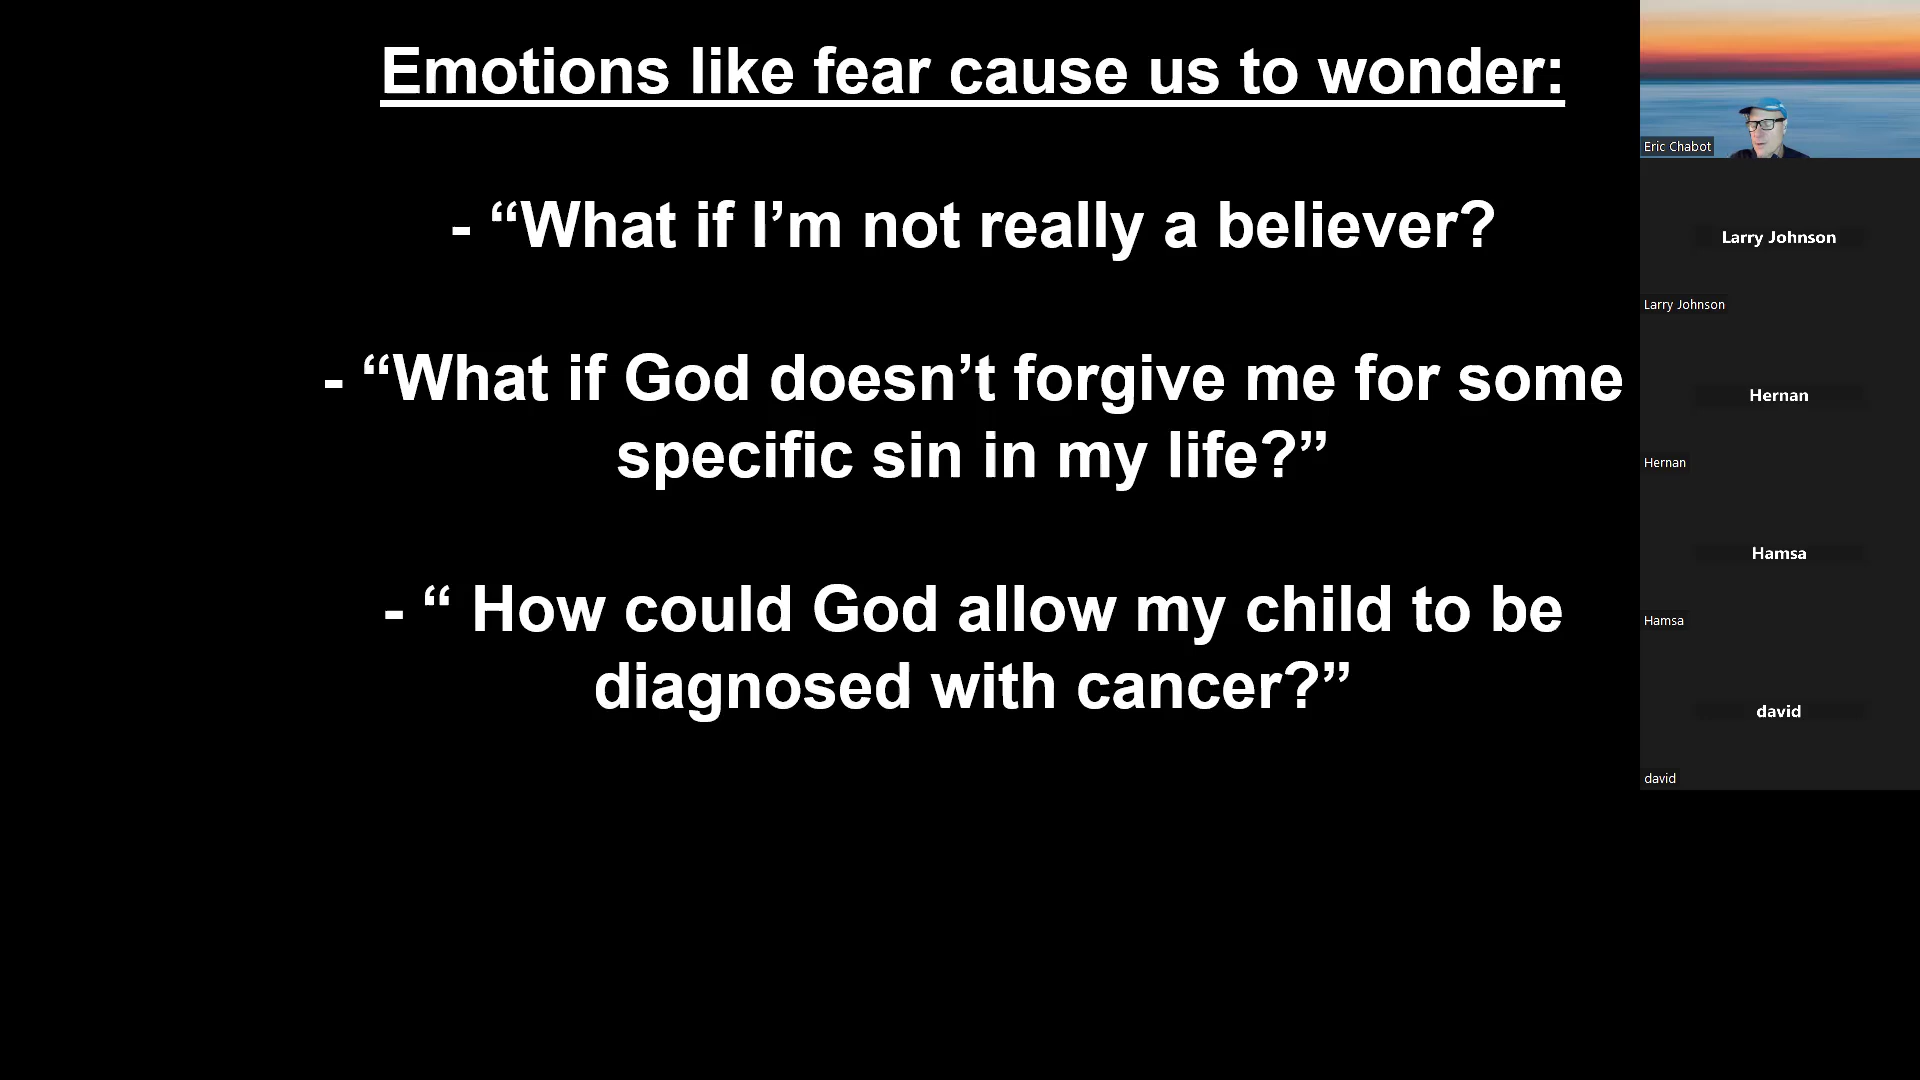 Emotions like fear cause us to wonder:
- “What if I’m not really a believer?
- “What if God doesn’t forgive me for some
specific sin in my life?”
- “ How could God allow my child to be
diagnosed with cancer?”
Eric Chabot
Larry Johnson
Larry Johnson
Hernan
Hernan
Hamsa
Hamsa
david
david